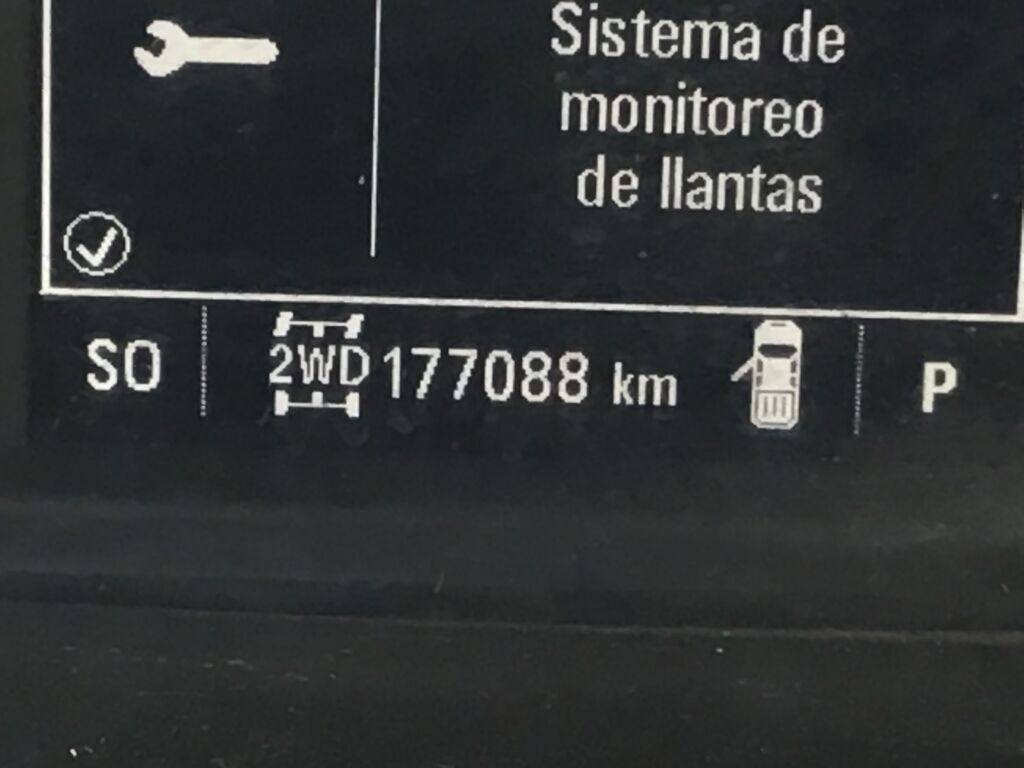 Sistema de
monitoreo
de llantas
SO 2WD 177088 km P